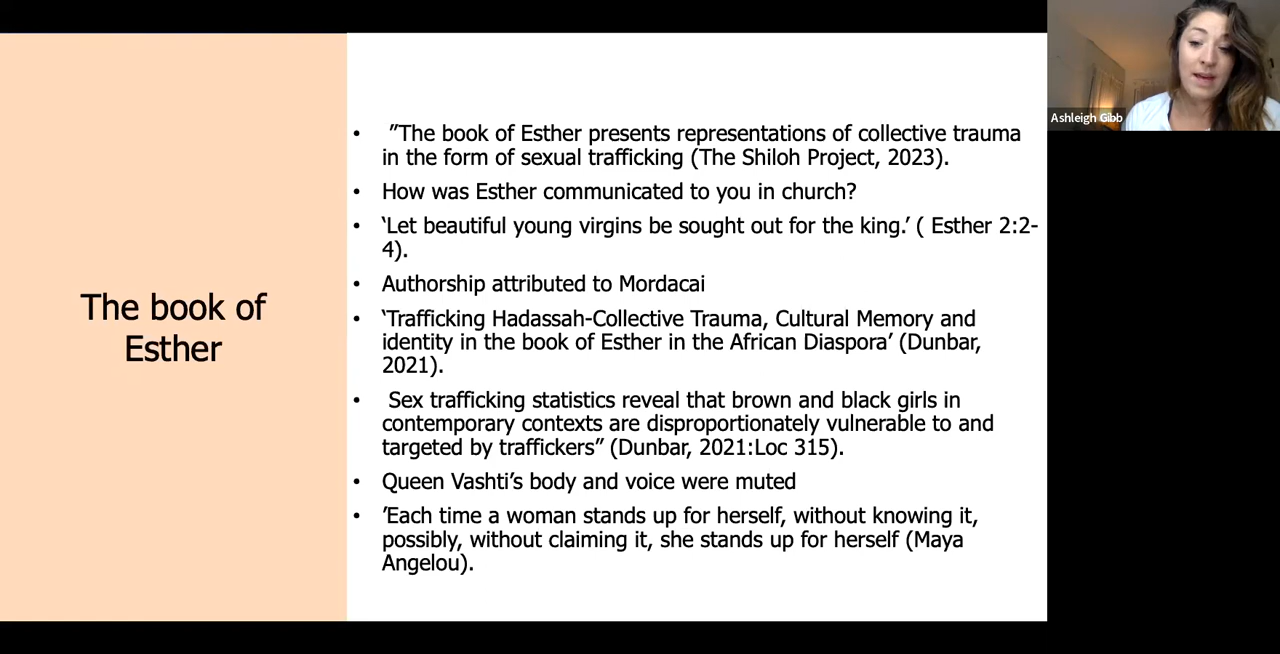 The book of
Esther
• ”The book of Esther presents representations of collective trauma
in the form of sexual trafficking (The Shiloh Project, 2023).
• How was Esther communicated to you in church?
• ‘Let beautiful young virgins be sought out for the king.’ ( Esther 2:2-
4).
• Authorship attributed to Mordacai
• ‘Trafficking Hadassah-Collective Trauma, Cultural Memory and
identity in the book of Esther in the African Diaspora’ (Dunbar,
2021).
• Sex trafficking statistics reveal that brown and black girls in
contemporary contexts are disproportionately vulnerable to and
targeted by traffickers” (Dunbar, 2021:Loc 315).
• Queen Vashti’s body and voice were muted
• ’Each time a woman stands up for herself, without knowing it,
possibly, without claiming it, she stands up for herself (Maya
Angelou).
Ashleigh Gibb